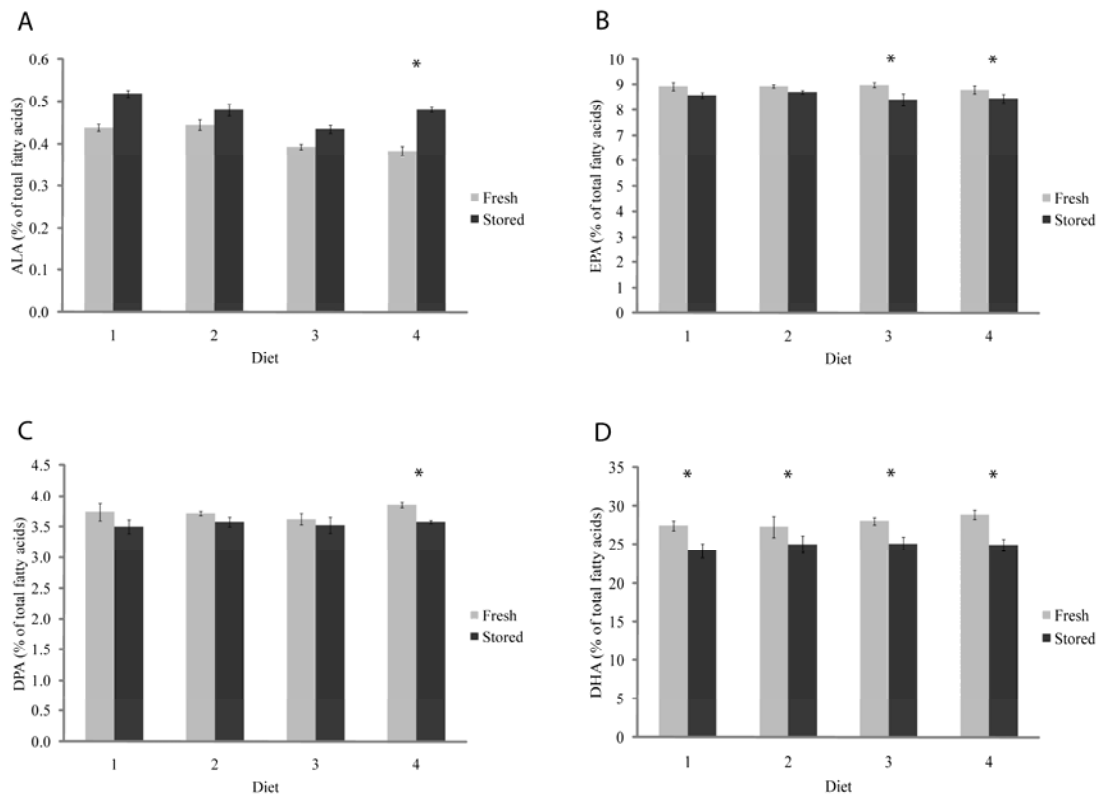 A
ALA (% of total fatty acids)
0.6
*
0.5
0.4
0.3
0.2
0.1
0.0
1 2 3 4
Diet
Fresh
Stored
B
EPA (% of total fatty acids)
10
* *
9
8
7
6
5
4
3
2
1
0
1 2 3 4
Diet
Fresh
Stored
C
DPA (% of total fatty acids)
4.5
*
4.0
3.5
3.0
2.5
2.0
1.5
1.0
0.5
0.0
1 2 3 4
Diet
Fresh
Stored
D
DHA (% of total fatty acids)
35
* * * *
30
25
20
15
10
5
0
1 2 3 4
Diet
Fresh
Stored